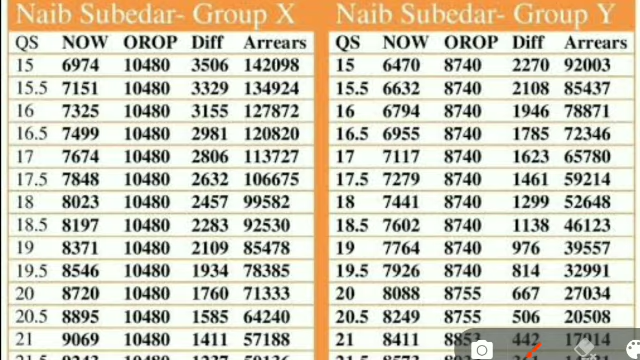 Naib Subedar- Group X
QS NOW OROP Diff Arrears
15 6974 10480 3506 142098
15.5 7151 10480 3329 134924
16 7325 10480 3155 127872
16.5 7499 10480 2981 120820
17 7674 10480 2806 113727
17.5 7848 10480 2632 106675
18 8023 10480 2457 99582
18.5 8197 10480 2283 92530
19 8371 10480 2109 85478
19.5 8546 10480 1934 78385
20 8720 10480 1760 71333
20.5 8895 10480 1585 64240
21 9069 10480 1411 57188
Naib Subedar- Group Y
QS NOW OROP Diff Arrears
15 6470 8740 2270 92003
15.5 6632 8740 2108 85437
16 6794 8740 1946 78871
16.5 6955 8740 1785 72346
17 7117 8740 1623 65780
17.5 7279 8740 1461 59214
18 7441 8740 1299 52648
18.5 7602 8740 1138 46123
19 7764 8740 976 39557
19.5 7926 8740 814 32991
20 8088 8755 667 27034
20.5 8249 8755 506 20508
21 8411 8853 442 17914